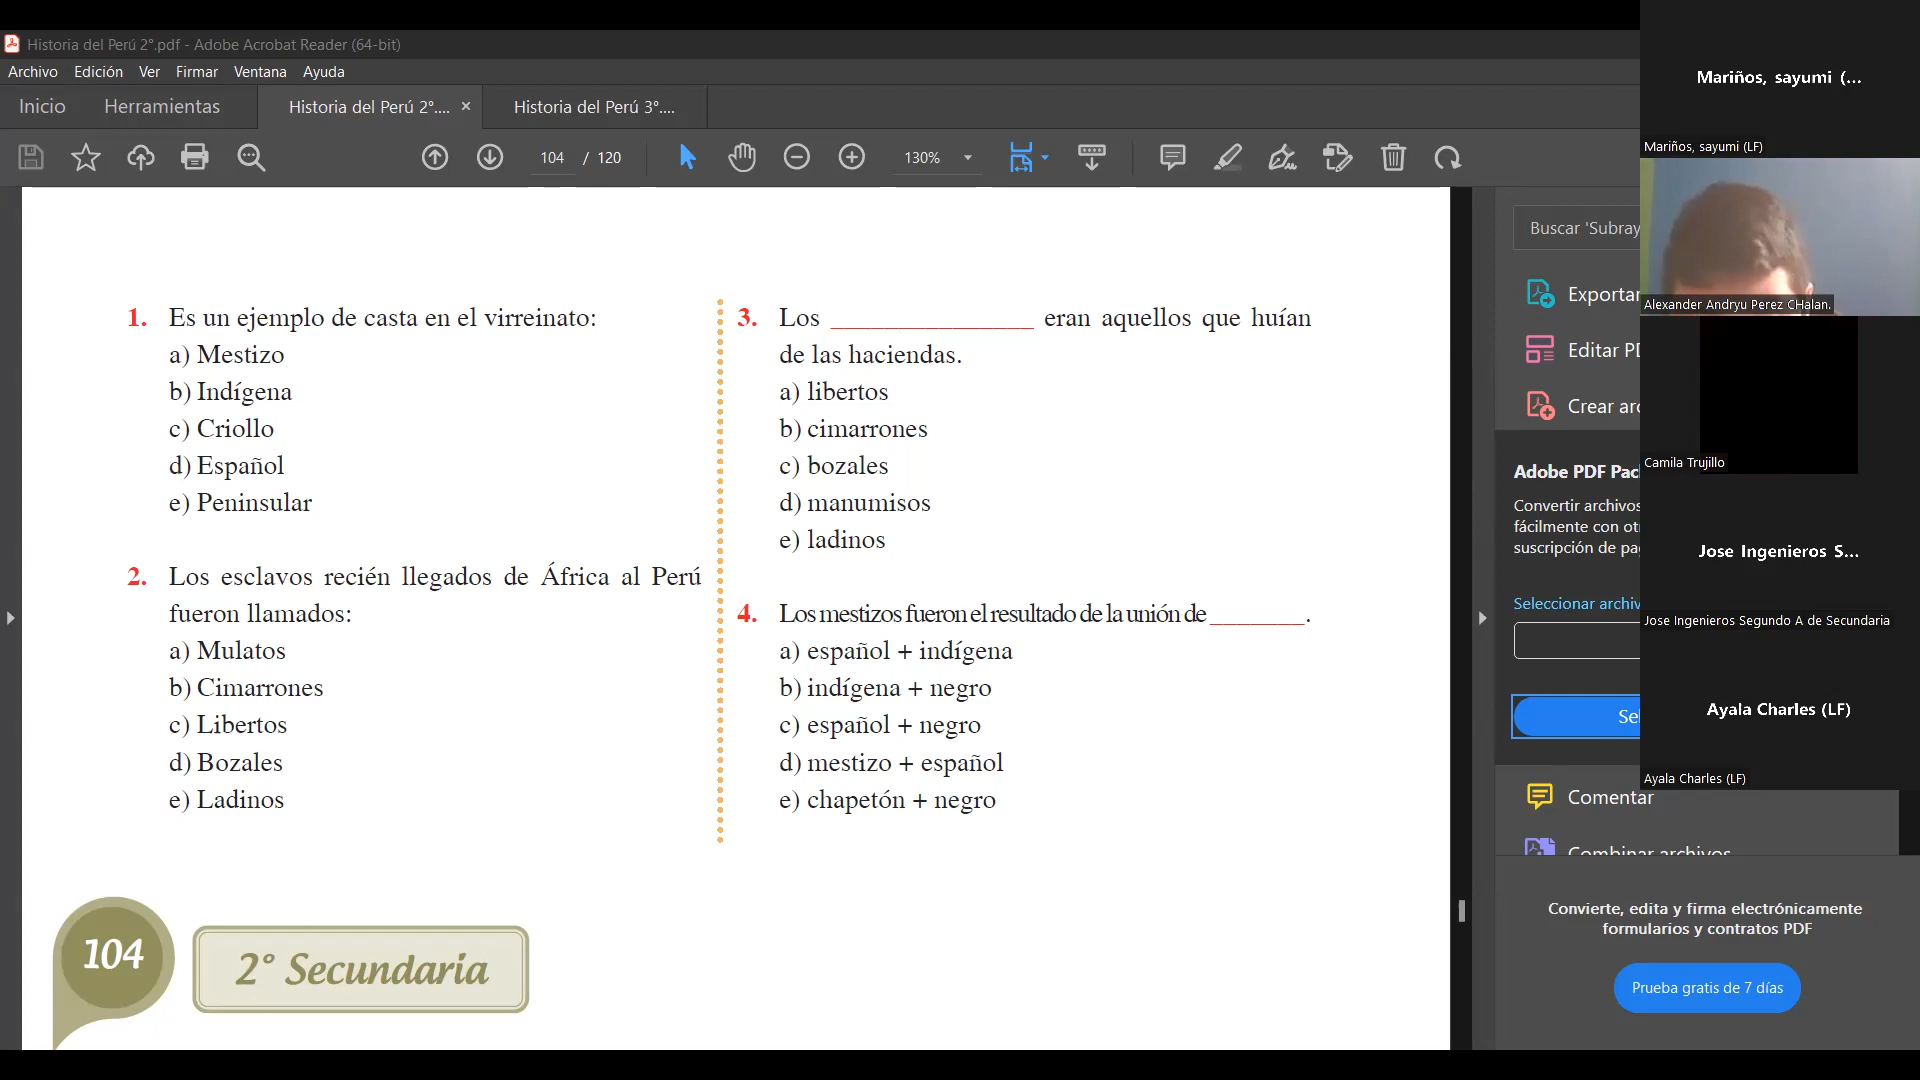 Historia del Perú 2°.pdf - Adobe Acrobat Reader (64-bit)
Archivo Edición Ver Firmar Ventana Ayuda
Inicio Herramientas Historia del Perú 2°.... × Historia del Perú 3°....
104 / 120 130%
1. Es un ejemplo de casta en el virreinato:
a) Mestizo
b) Indígena
c) Criollo
d) Español
e) Peninsular
2. Los esclavos recién llegados de África al Perú
fueron llamados:
a) Mulatos
b) Cimarrones
c) Libertos
d) Bozales
e) Ladinos
3. Los _______________ eran aquellos que huían
de las haciendas.
a) libertos
b) cimarrones
c) bozales
d) manumisos
e) ladinos
4. Los mestizos fueron el resultado de la unión de _______.
a) español + indígena
b) indígena + negro
c) español + negro
d) mestizo + español
e) chapetón + negro
104
2° Secundaria
Buscar 'Subray
Exportar
Editar PD
Crear arc
Adobe PDF Pac
Convertir archivos
fácilmente con ot
suscripción de pa
Seleccionar archiv
Sel
Comentar
Combinar archivos
Convierte, edita y firma electrónicamente
formularios y contratos PDF
Prueba gratis de 7 días
Mariños, sayumi (...
Mariños, sayumi (LF)
Alexander Andryu Perez CHalan.
Camila Trujillo
Jose Ingenieros S...
Jose Ingenieros Segundo A de Secundaria
Ayala Charles (LF)
Ayala Charles (LF)